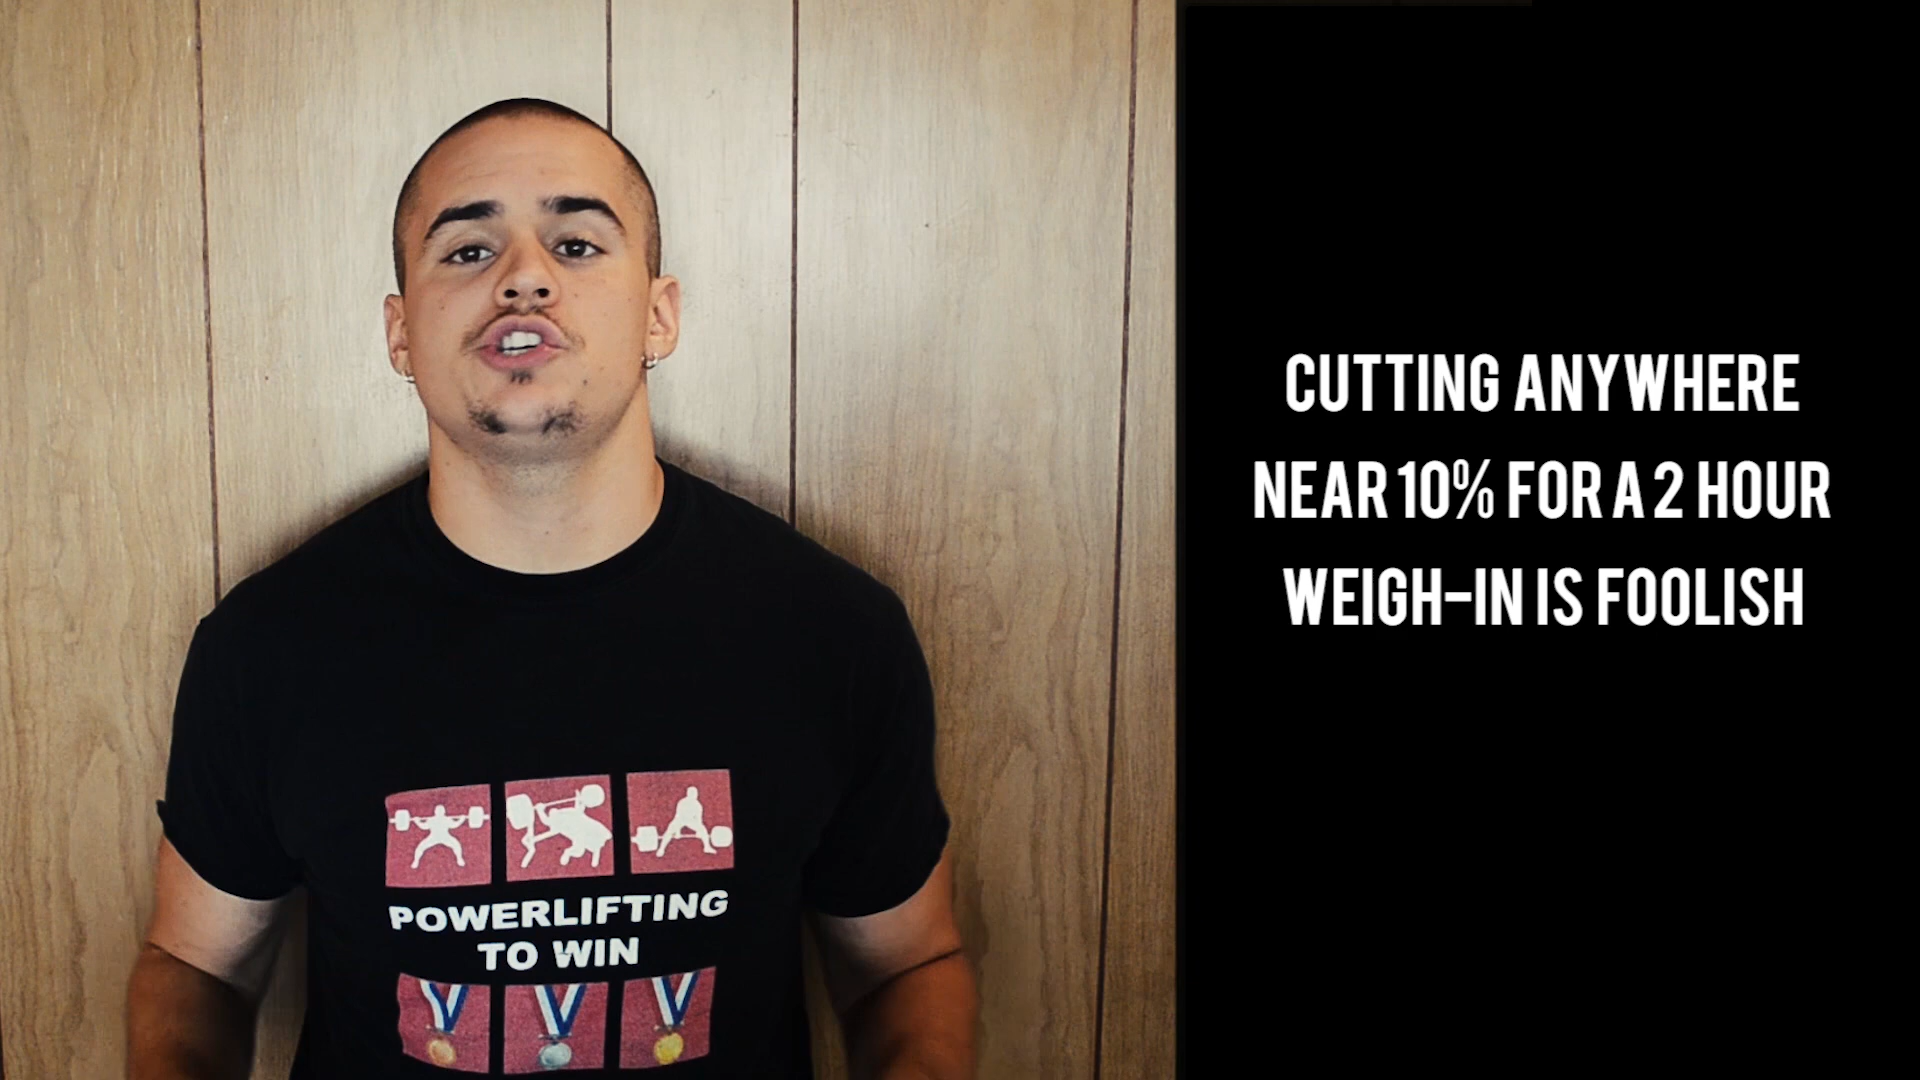 CUTTING ANYWHERE
NEAR 10% FOR A 2 HOUR
WEIGH-IN IS FOOLISH
POWERLIFTING
TO WIN